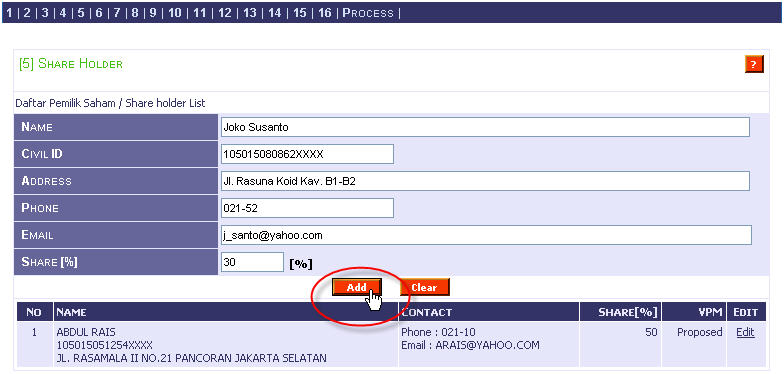 1 | 2 | 3 | 4 | 5 | 6 | 7 | 8 | 9 | 10 | 11 | 12 | 13 | 14 | 15 | 16 | PROCESS |
[5] SHARE HOLDER
?
Daftar Pemilik Saham / Share holder List
NAME Joko Susanto
CIVIL ID 105015080862XXXX
ADDRESS Jl. Rasuna Koid Kav. B1-B2
PHONE 021-52
EMAIL j_santo@yahoo.com
SHARE [%] 30 [%]
Add Clear
NO NAME CONTACT SHARE[%] VPM EDIT
1 ABDUL RAIS Phone : 021-10 50 Proposed Edit
105015051254XXXX Email : ARAIS@YAHOO.COM
JL. RASAMALA II NO.21 PANCORAN JAKARTA SELATAN